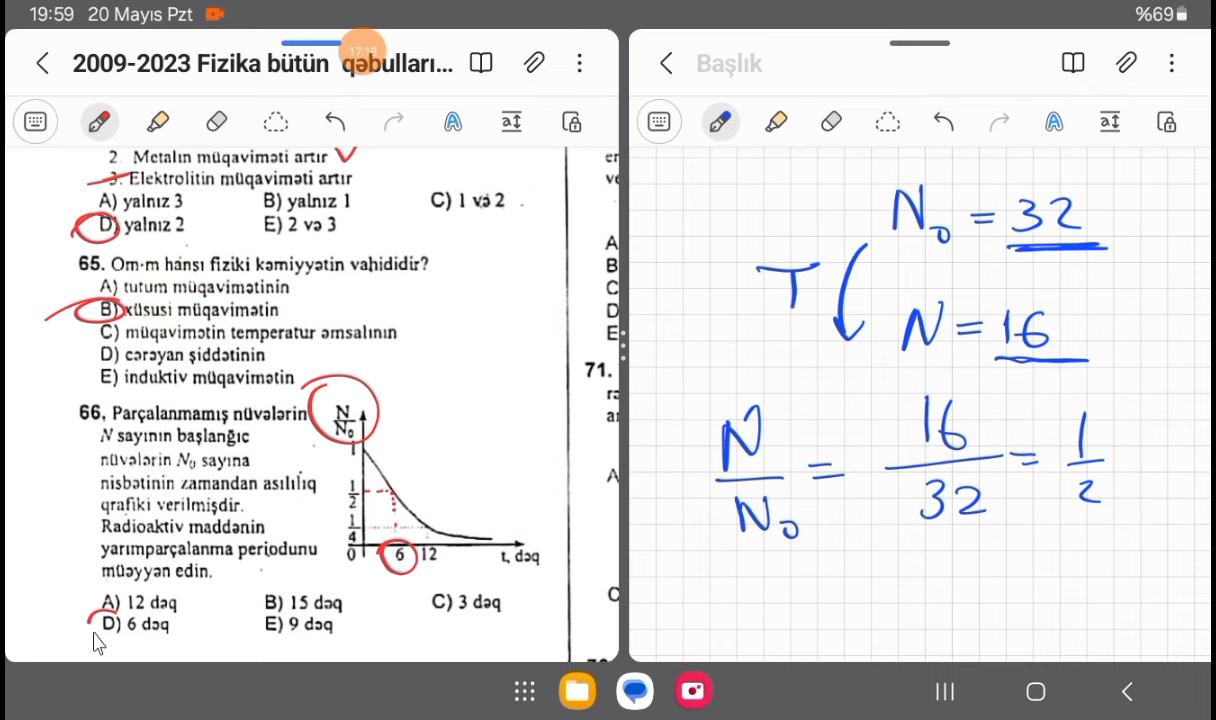 19:59 20 Mayıs Pzt
%69
17:18
2009-2023 Fizika bütün qəbulları...
Başlık
2. Metalın müqaviməti artır
3. Elektrolitin müqaviməti artır
A) yalnız 3 B) yalnız 1 C) 1 və 2
D) yalnız 2 E) 2 və 3
65. Om·m hansı fiziki kəmiyyətin vahididir?
A) tutum müqavimətinin
B) xüsusi müqavimətin
C) müqavimətin temperatur əmsalının
D) cərəyan şiddətinin
E) induktiv müqavimətin
66. Parçalanmamış nüvələrin
N sayının başlanğıc
nüvələrin N₀ sayına
nisbətinin zamandan asılılıq
qrafiki verilmişdir.
Radioaktiv maddənin
yarımparçalanma periodunu
müəyyən edin.
N/N₀
1
1/2
1/4
0 6 12 t, dəq
A) 12 dəq B) 15 dəq C) 3 dəq
D) 6 dəq E) 9 dəq
A
B
C
D
E
71.
A
C
N₀ = 32
T
N = 16
N/N₀ = 16/32 = 1/2